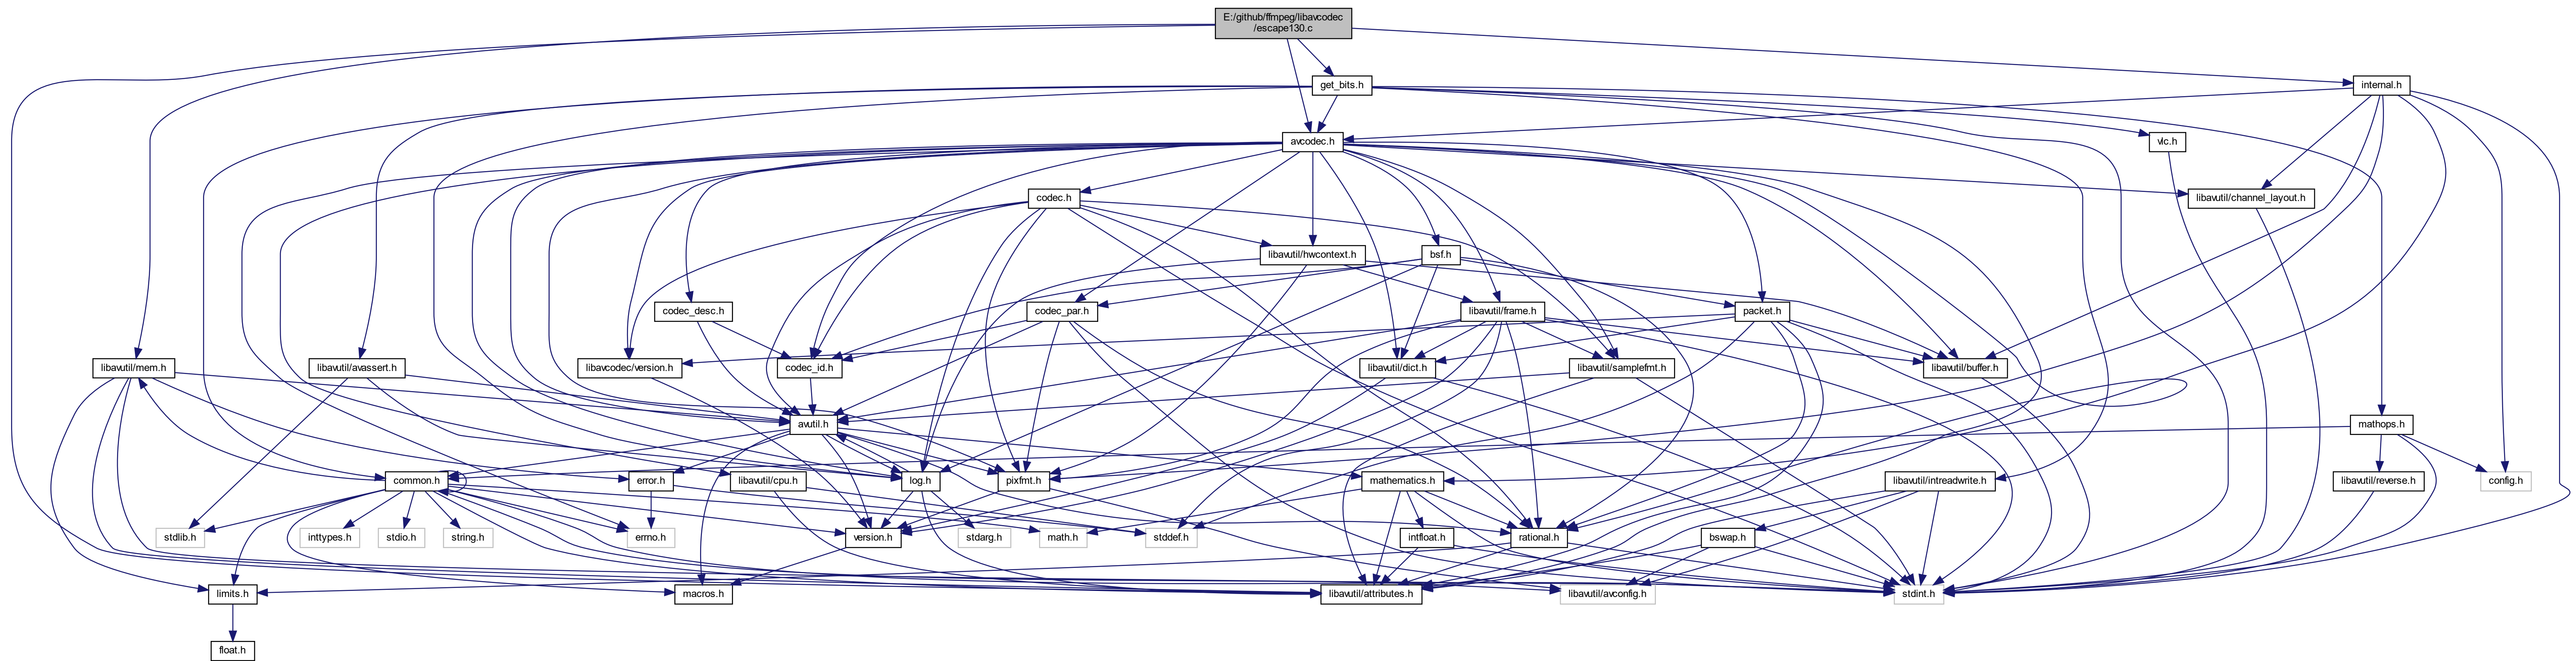 E:/github/ffmpeg/libavcodec
/escape130.c
get_bits.h
internal.h
avcodec.h
vlc.h
codec.h
libavutil/channel_layout.h
libavutil/hwcontext.h
bsf.h
codec_desc.h
codec_par.h
libavutil/frame.h
packet.h
libavutil/mem.h
libavutil/avassert.h
libavcodec/version.h
codec_id.h
libavutil/dict.h
libavutil/samplefmt.h
libavutil/buffer.h
avutil.h
mathops.h
common.h
error.h
libavutil/cpu.h
log.h
pixfmt.h
mathematics.h
libavutil/intreadwrite.h
libavutil/reverse.h
config.h
stdlib.h
inttypes.h
stdio.h
string.h
errno.h
version.h
stdarg.h
math.h
stddef.h
intfloat.h
rational.h
bswap.h
limits.h
macros.h
libavutil/attributes.h
libavutil/avconfig.h
stdint.h
float.h